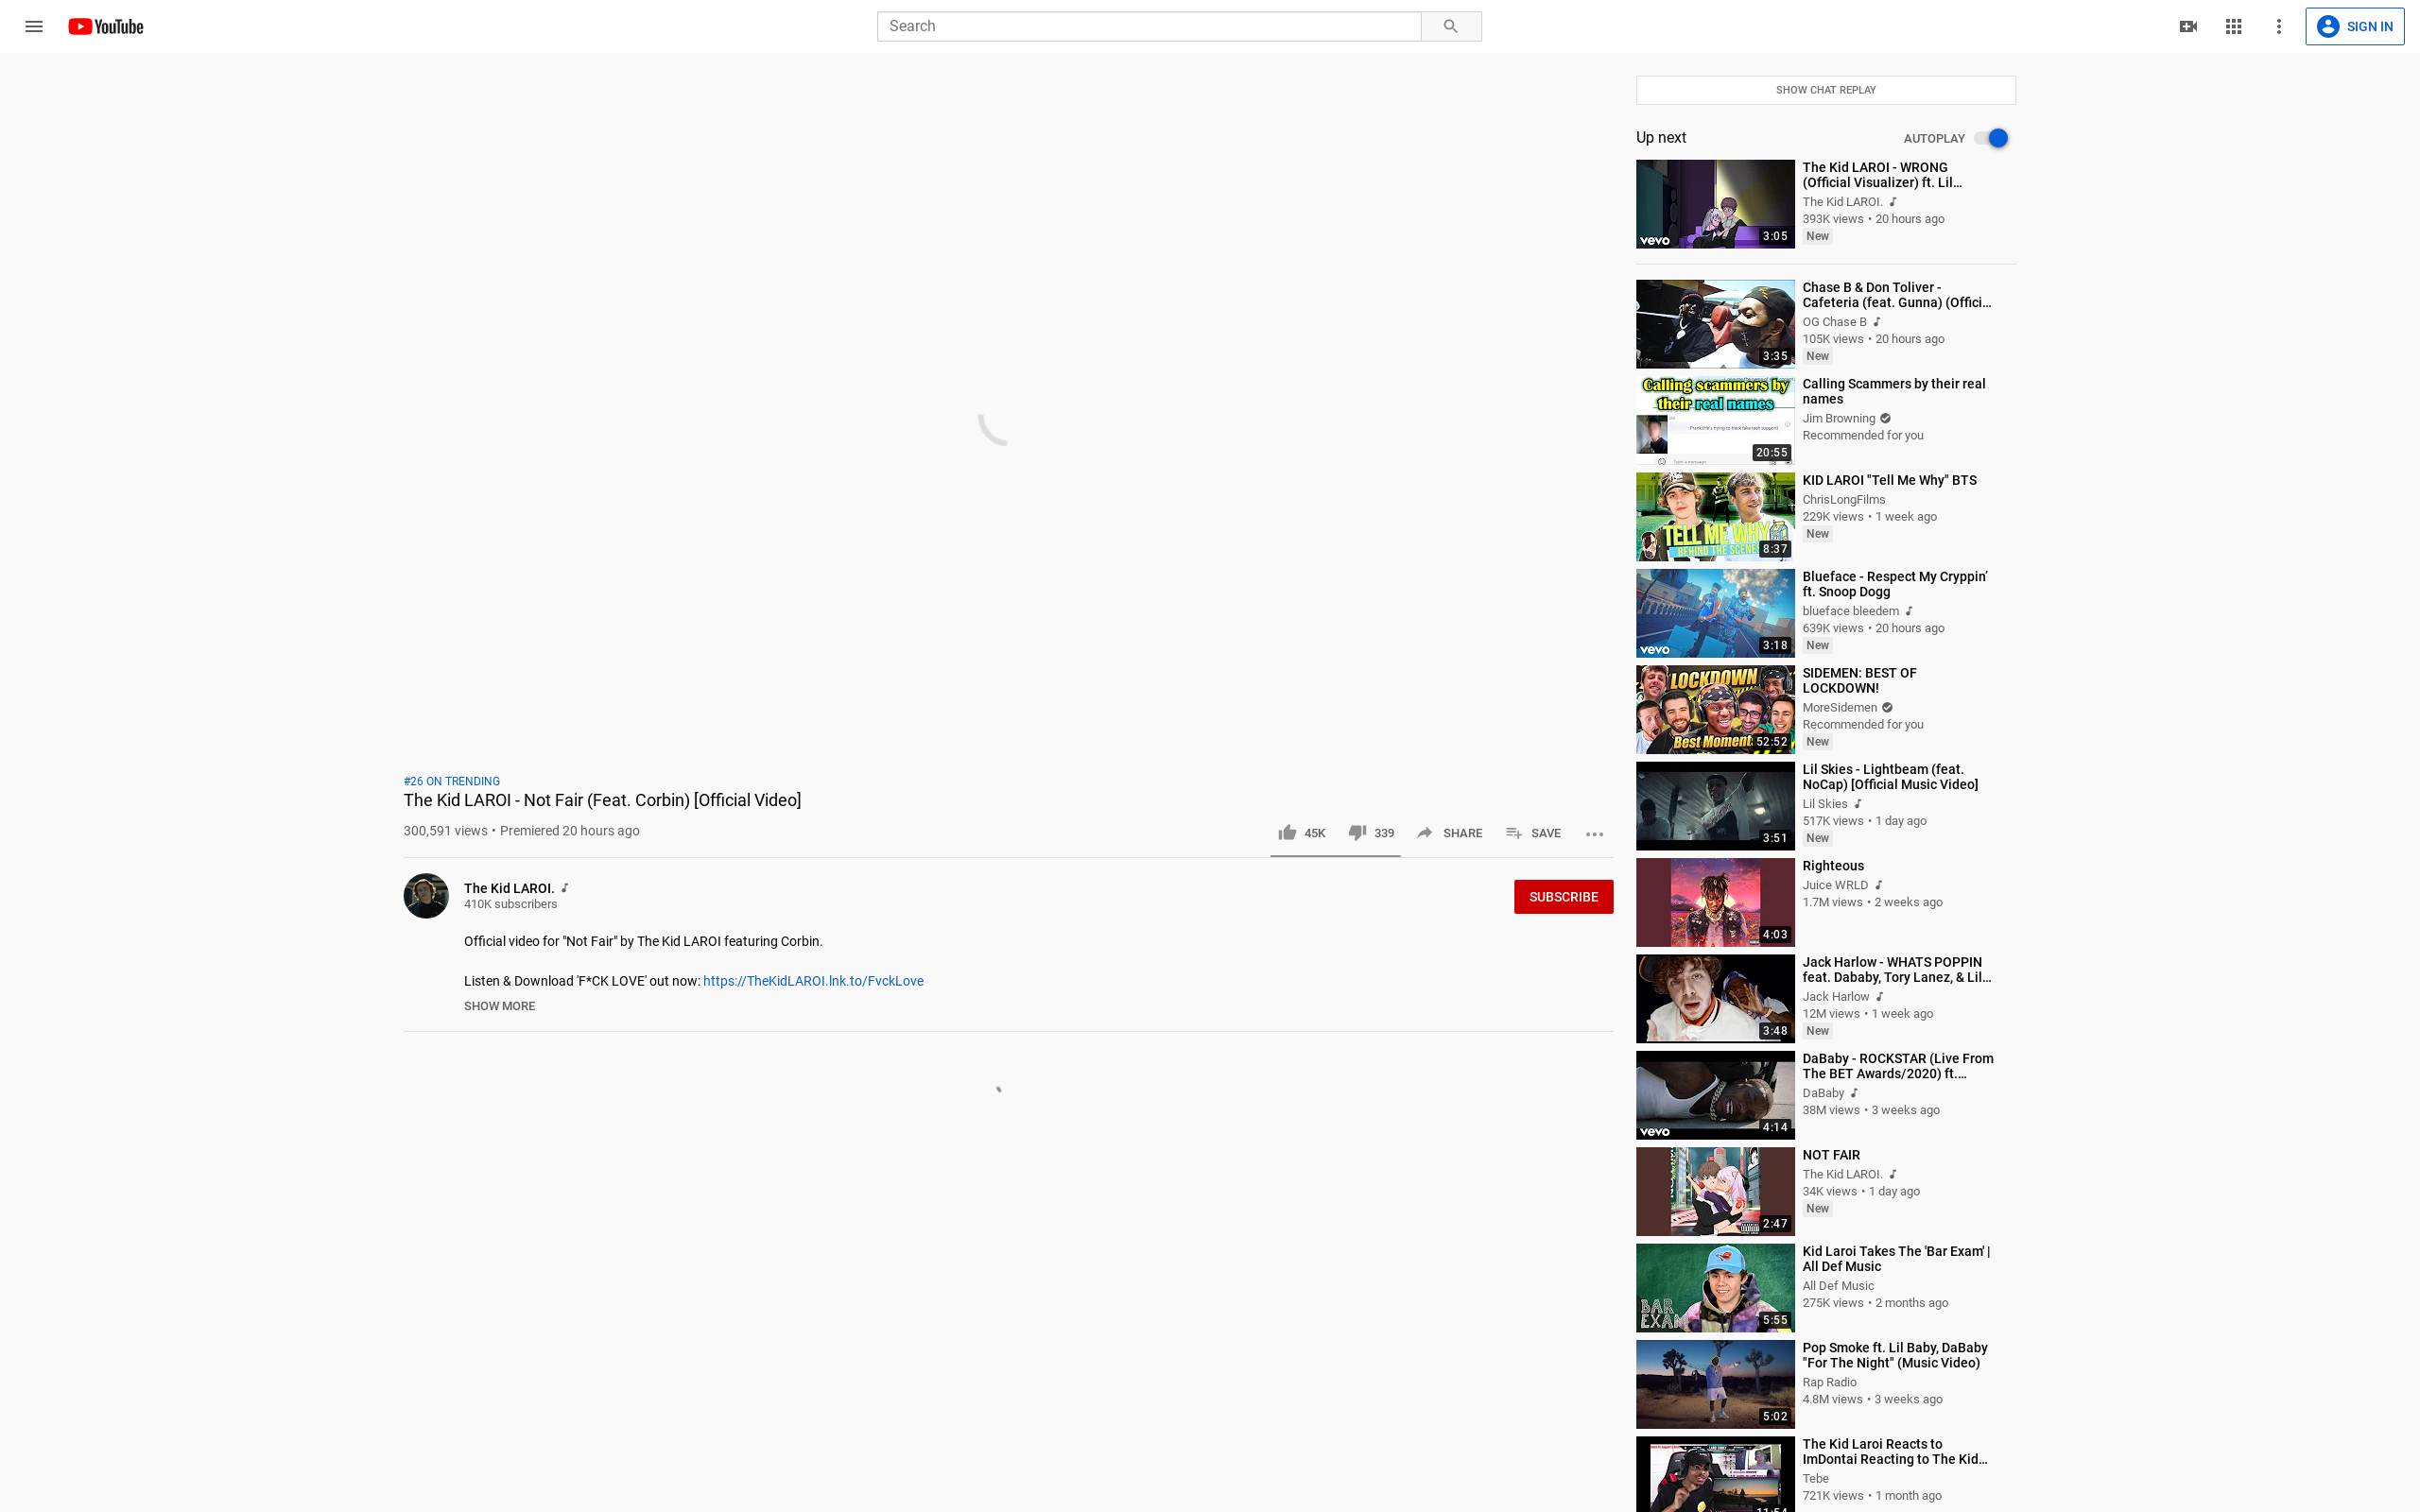 YouTube
Search
SIGN IN
SHOW CHAT REPLAY
Up next
AUTOPLAY
vevo
3:05
The Kid LAROI - WRONG
(Official Visualizer) ft. Lil…
The Kid LAROI.
393K views • 20 hours ago
New
3:35
Chase B & Don Toliver -
Cafeteria (feat. Gunna) (Offici…
OG Chase B
105K views • 20 hours ago
New
Calling scammers by
their real names
Type a message
20:55
Calling Scammers by their real
names
Jim Browning
Recommended for you
TELL ME WHY
BEHIND THE SCENE
8:37
KID LAROI "Tell Me Why" BTS
ChrisLongFilms
229K views • 1 week ago
New
vevo
3:18
Blueface - Respect My Cryppin’
ft. Snoop Dogg
blueface bleedem
639K views • 20 hours ago
New
LOCKDOWN
Best Moment
52:52
SIDEMEN: BEST OF
LOCKDOWN!
MoreSidemen
Recommended for you
New
3:51
Lil Skies - Lightbeam (feat.
NoCap) [Official Music Video]
Lil Skies
517K views • 1 day ago
New
4:03
Righteous
Juice WRLD
1.7M views • 2 weeks ago
3:48
Jack Harlow - WHATS POPPIN
feat. Dababy, Tory Lanez, & Lil…
Jack Harlow
12M views • 1 week ago
New
vevo
4:14
DaBaby - ROCKSTAR (Live From
The BET Awards/2020) ft.…
DaBaby
38M views • 3 weeks ago
2:47
NOT FAIR
The Kid LAROI.
34K views • 1 day ago
New
BAR
EXAM
5:55
Kid Laroi Takes The 'Bar Exam' |
All Def Music
All Def Music
275K views • 2 months ago
5:02
Pop Smoke ft. Lil Baby, DaBaby
"For The Night" (Music Video)
Rap Radio
4.8M views • 3 weeks ago
11:54
The Kid Laroi Reacts to
ImDontai Reacting to The Kid…
Tebe
721K views • 1 month ago
#26 ON TRENDING
The Kid LAROI - Not Fair (Feat. Corbin) [Official Video]
300,591 views • Premiered 20 hours ago
45K
339
SHARE
SAVE
The Kid LAROI.
410K subscribers
SUBSCRIBE
Official video for "Not Fair" by The Kid LAROI featuring Corbin.
Listen & Download 'F*CK LOVE' out now: https://TheKidLAROI.lnk.to/FvckLove
SHOW MORE